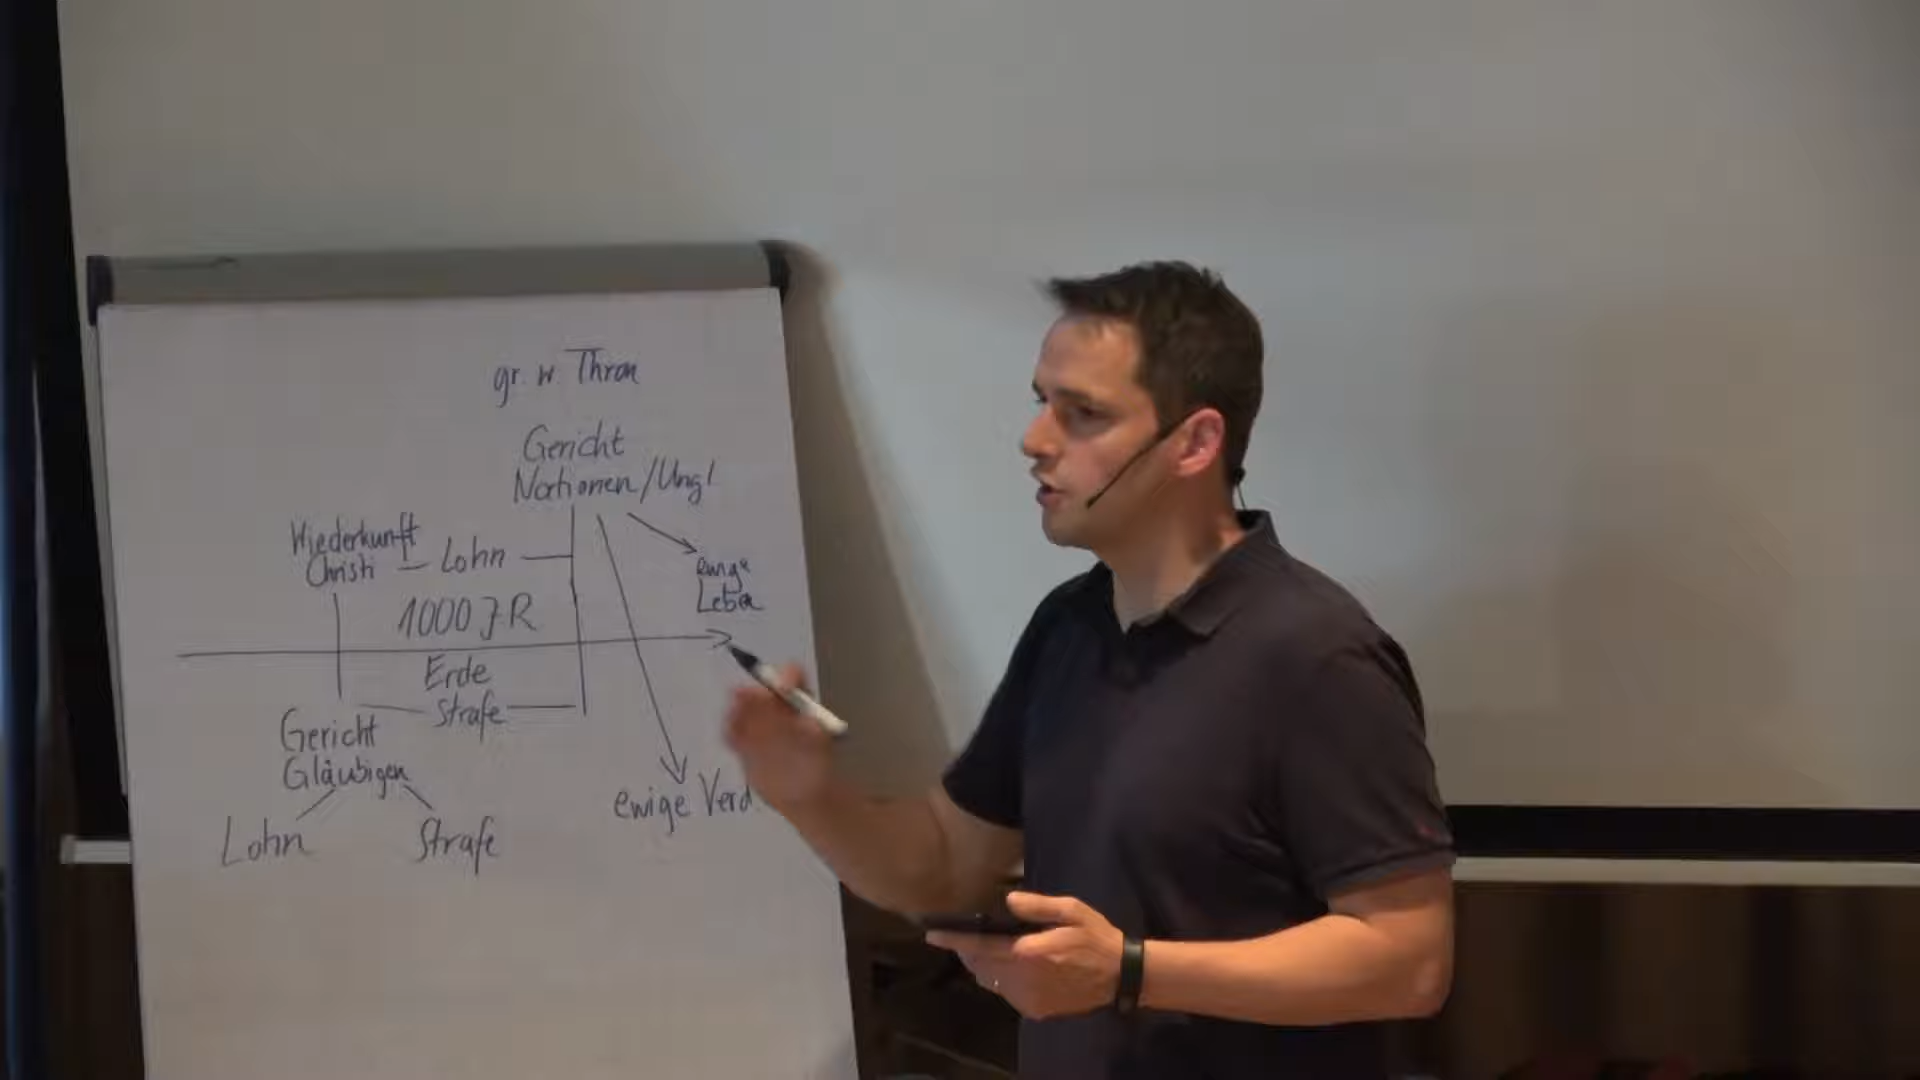 gr. w. Thron
Gericht
Nationen/Ungl
Wiederkunft
Christi
Lohn
ewige
Leben
1000 J.R
Erde
Strafe
Gericht
Gläubigen
Lohn
Strafe
ewige Verd.